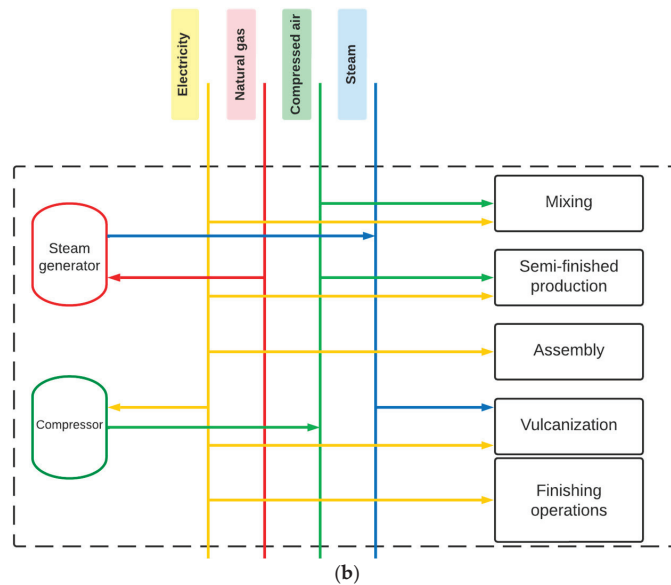 Electricity
Natural gas
Compressed air
Steam
Steam
generator
Compressor
Mixing
Semi-finished
production
Assembly
Vulcanization
Finishing
operations
(b)